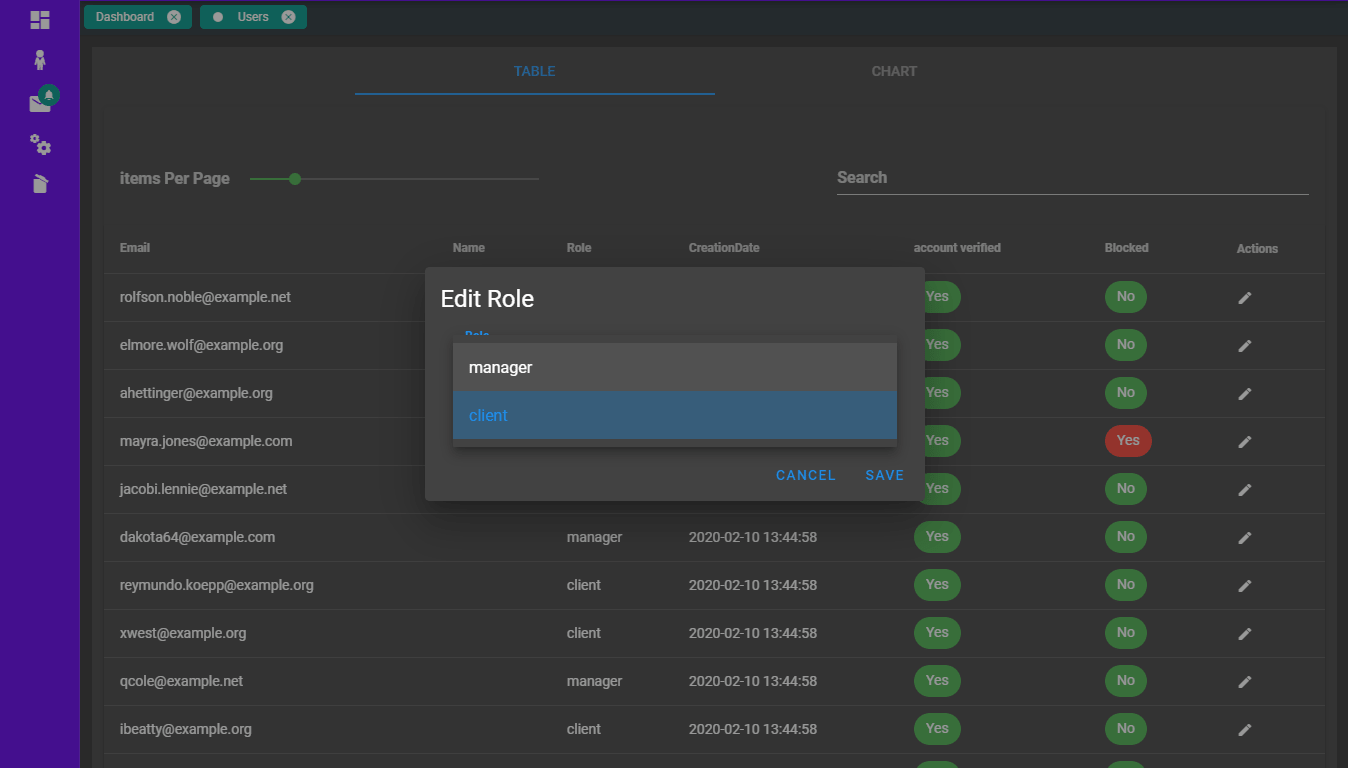 Dashboard Users
TABLE CHART
items Per Page Search
Email Name Role CreationDate account verified Blocked Actions
rolfson.noble@example.net Yes No
Edit Role
Role
elmore.wolf@example.org Yes No
manager
ahettinger@example.org Yes No
client
mayra.jones@example.com Yes Yes
CANCEL SAVE
jacobi.lennie@example.net Yes No
dakota64@example.com manager 2020-02-10 13:44:58 Yes No
reymundo.koepp@example.org client 2020-02-10 13:44:58 Yes No
xwest@example.org client 2020-02-10 13:44:58 Yes No
qcole@example.net manager 2020-02-10 13:44:58 Yes No
ibeatty@example.org client 2020-02-10 13:44:58 Yes No